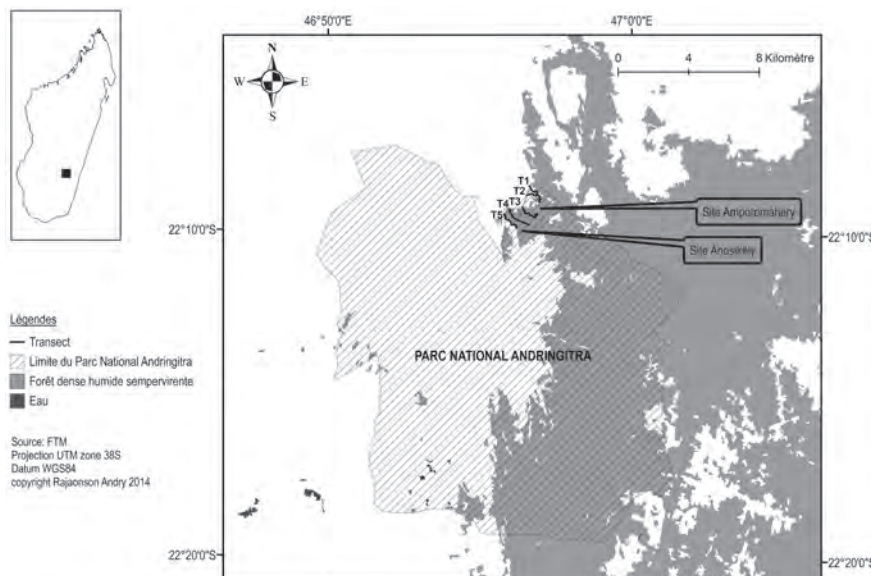 46°50'0"E
47°0'0"E
N
W
E
S
0
4
8 Kilomètre
T1
T2
T3
T4
T5
Site Amporomahery
22°10'0"S
22°10'0"S
Site Anosikely
PARC NATIONAL ANDRINGITRA
Légendes
Transect
Limite du Parc National Andringitra
Forêt dense humide sempervirente
Eau
Source: FTM
Projection UTM zone 38S
Datum WGS84
copyright Rajaonson Andry 2014
22°20'0"S
22°20'0"S